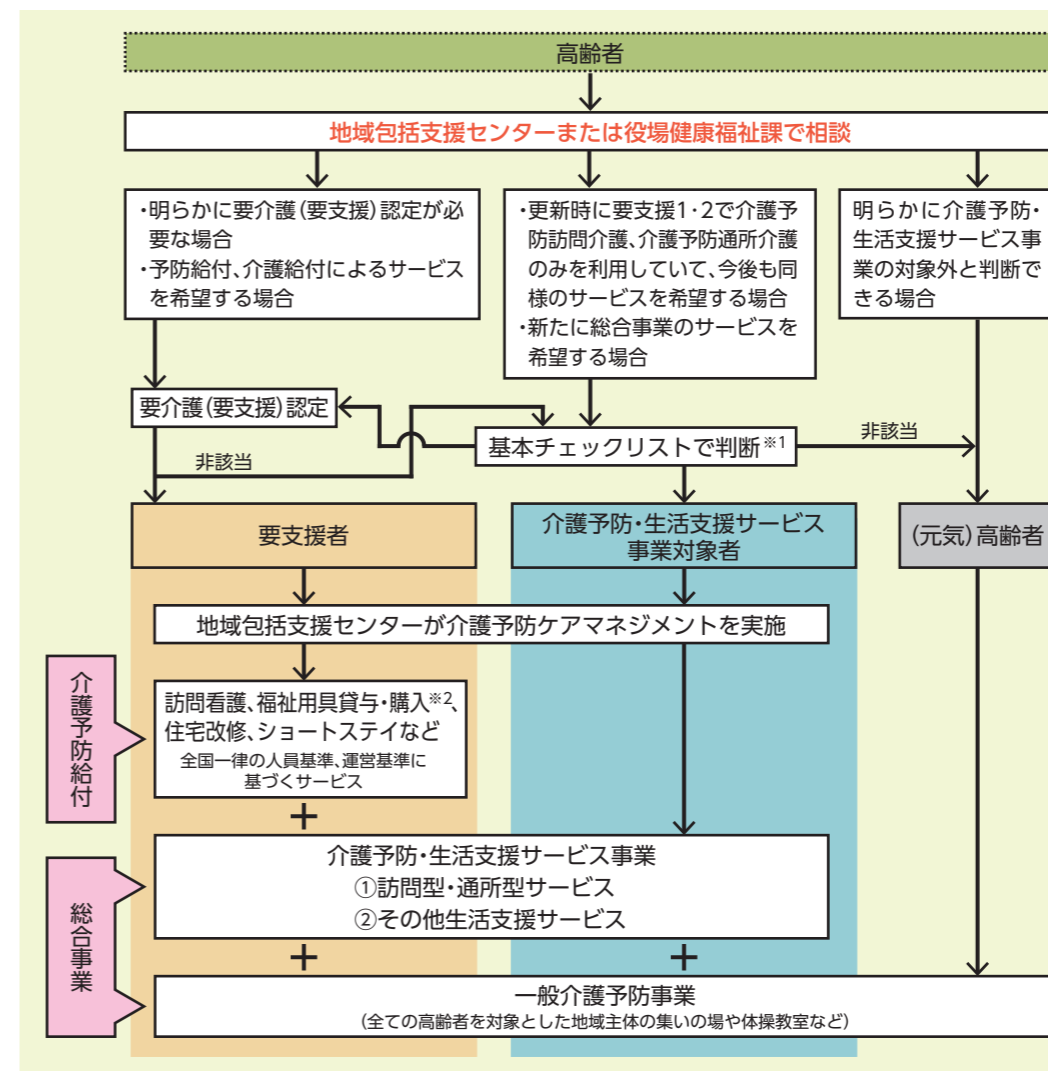 高齢者
地域包括支援センターまたは役場健康福祉課で相談
・明らかに要介護(要支援)認定が必
要な場合
・予防給付、介護給付によるサービス
を希望する場合
・更新時に要支援1・2で介護予
防訪問介護、介護予防通所介護
のみを利用していて、今後も同
様のサービスを希望する場合
・新たに総合事業のサービスを
希望する場合
明らかに介護予防・
生活支援サービス事
業の対象外と判断で
きる場合
要介護(要支援)認定
基本チェックリストで判断※1
非該当
非該当
要支援者
介護予防・生活支援サービス
事業対象者
(元気)高齢者
地域包括支援センターが介護予防ケアマネジメントを実施
介護予防給付
訪問看護、福祉用具貸与・購入※2、
住宅改修、ショートステイなど
全国一律の人員基準、運営基準に
基づくサービス
+
総合事業
介護予防・生活支援サービス事業
①訪問型・通所型サービス
②その他生活支援サービス
+ +
一般介護予防事業
(全ての高齢者を対象とした地域主体の集いの場や体操教室など)